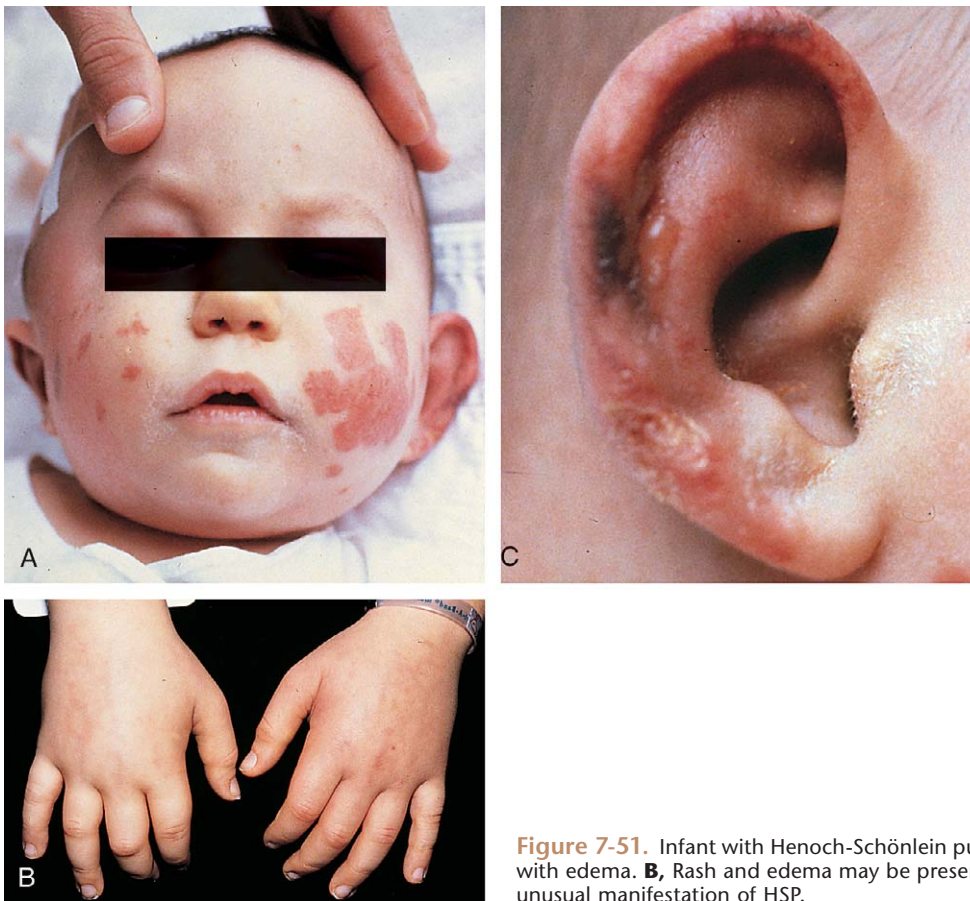 A
C
B
Figure 7-51. Infant with Henoch-Schönlein pu
with edema. B, Rash and edema may be prese
unusual manifestation of HSP.